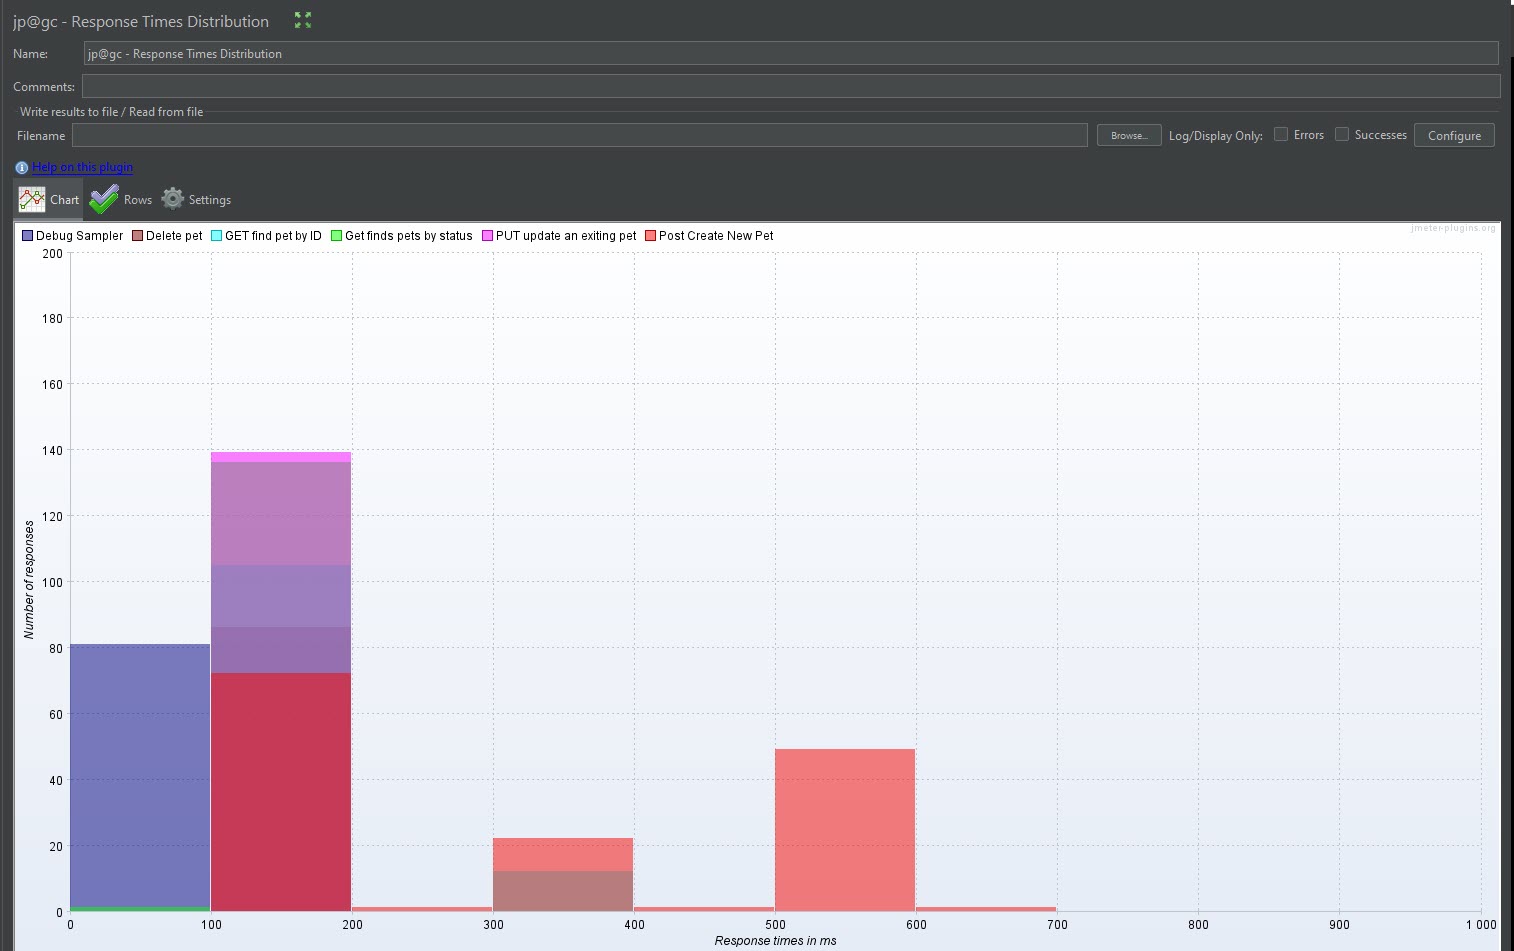 jp@gc - Response Times Distribution
Name: jp@gc - Response Times Distribution
Comments:
Write results to file / Read from file
Filename Browse... Log/Display Only: Errors Successes Configure
Help on this plugin
Chart Rows Settings
Debug Sampler Delete pet GET find pet by ID Get finds pets by status PUT update an exiting pet Post Create New Pet
jmeter-plugins.org
200
180
160
140
120
100
80
60
40
20
0
Number of responses
0 100 200 300 400 500 600 700 800 900 1 000
Response times in ms